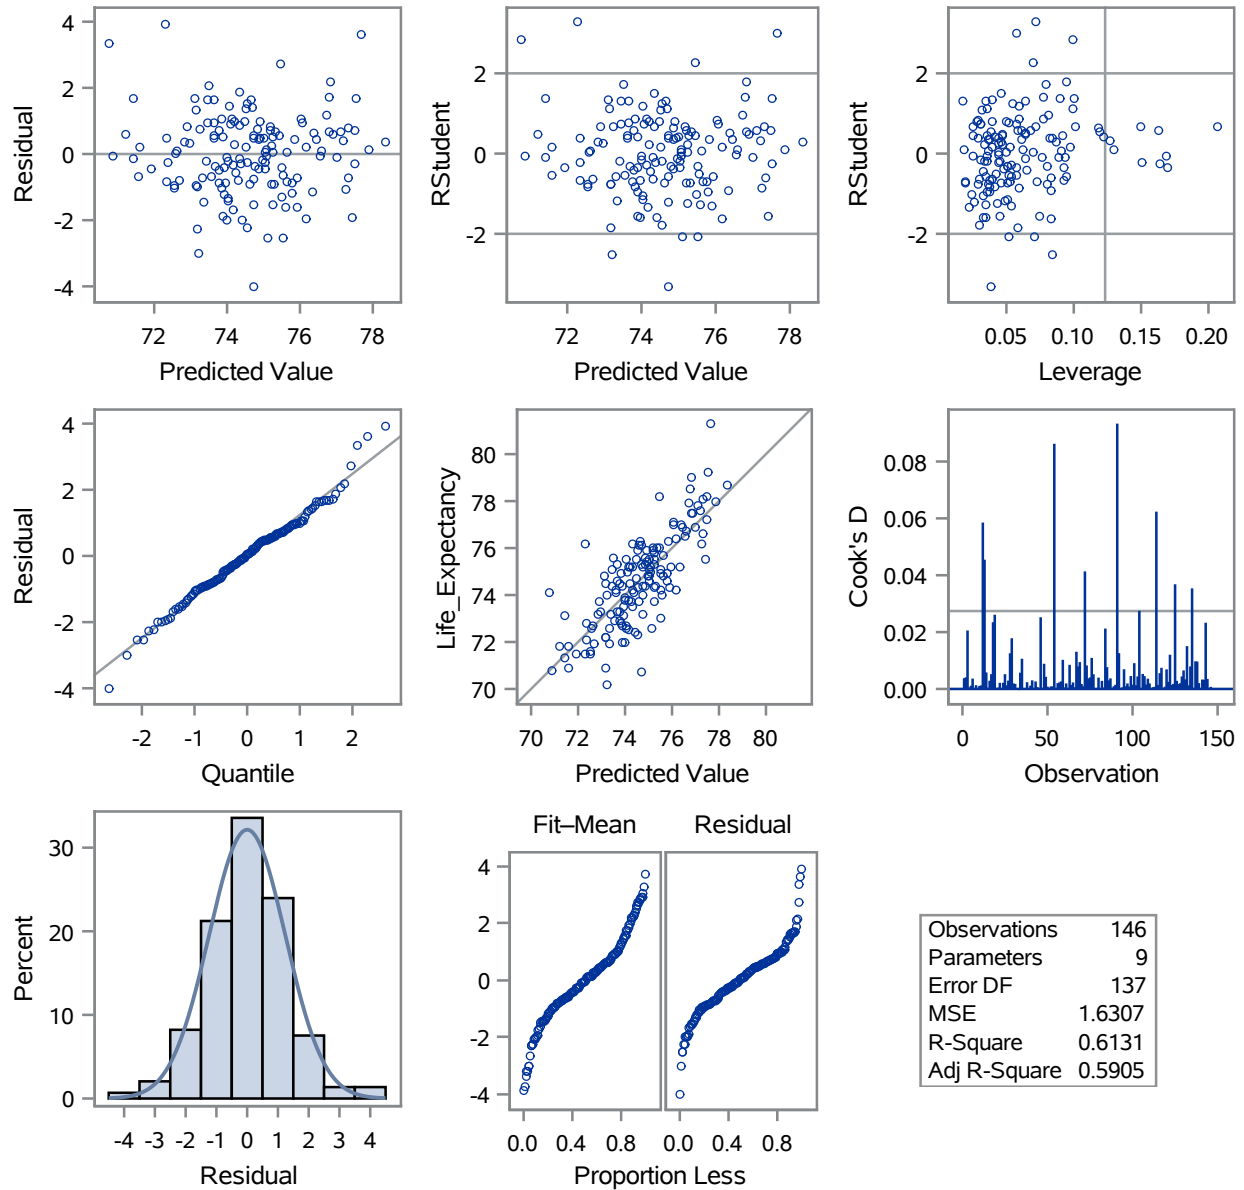 4
2
0
-2
-4
Residual
72 74 76 78
Predicted Value
2
0
-2
RStudent
72 74 76 78
Predicted Value
2
0
-2
RStudent
0.05 0.10 0.15 0.20
Leverage
4
2
0
-2
-4
Residual
-2 -1 0 1 2
Quantile
80
78
76
74
72
70
Life_Expectancy
70 72 74 76 78 80
Predicted Value
0.08
0.06
0.04
0.02
0.00
Cook's D
0 50 100 150
Observation
30
20
10
0
Percent
-4 -3 -2 -1 0 1 2 3 4
Residual
Fit–Mean Residual
4
2
0
-2
-4
0.0 0.4 0.8 0.0 0.4 0.8
Proportion Less
Observations 146
Parameters 9
Error DF 137
MSE 1.6307
R-Square 0.6131
Adj R-Square 0.5905